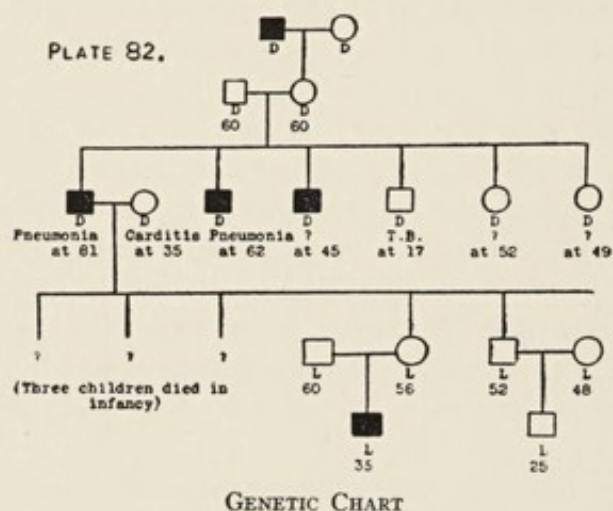 PLATE 82.
D D
D D
60 60
D D D D D D D
Pneumonia Carditis Pneumonia ? T.B. ? ?
at 81 at 35 at 62 at 45 at 17 at 52 at 49
? ? ?
(Three children died in
infancy)
L L L L
60 56 52 48
L L
35 25
GENETIC CHART